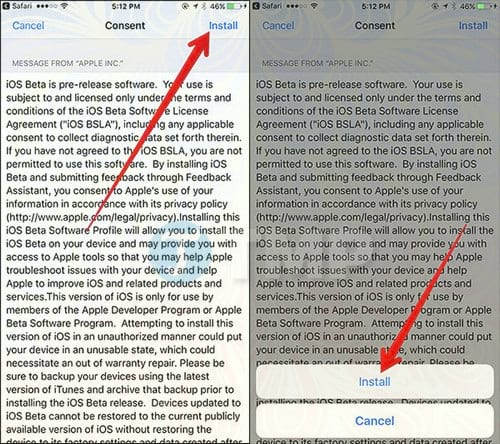 Safari 5:12 PM 46%
Cancel Consent Install
MESSAGE FROM “APPLE INC.”
iOS Beta is pre-release software. Your use is
subject to and licensed only under the terms and
conditions of the iOS Beta Software License
Agreement (“iOS BSLA”), including any applicable
consent to collect diagnostic data set forth therein.
If you have not agreed to the iOS BSLA, you are not
permitted to use this software. By installing iOS
Beta and submitting feedback through Feedback
Assistant, you consent to Apple's use of your
information in accordance with its privacy policy
(http://www.apple.com/legal/privacy).Installing this
iOS Beta Software Profile will allow you to install the
iOS Beta on your device and may provide you with
access to Apple tools so that you may help Apple
troubleshoot issues with your device and help
Apple to improve iOS and related products and
services.This version of iOS is only for use by
members of the Apple Developer Program or Apple
Beta Software Program. Attempting to install this
version of iOS in an unauthorized manner could put
your device in an unusable state, which could
necessitate an out of warranty repair. Please be
sure to backup your devices using the latest
version of iTunes and archive that backup prior to
installing the iOS Beta release. Devices updated to
iOS Beta cannot be restored to the current publicly
available version of iOS without restoring the
device to its factory settings and data created after
Safari 5:12 PM 46%
Cancel Consent Install
MESSAGE FROM “APPLE INC.”
iOS Beta is pre-release software. Your use is
subject to and licensed only under the terms and
conditions of the iOS Beta Software License
Agreement (“iOS BSLA”), including any applicable
consent to collect diagnostic data set forth therein.
If you have not agreed to the iOS BSLA, you are not
permitted to use this software. By installing iOS
Beta and submitting feedback through Feedback
Assistant, you consent to Apple's use of your
information in accordance with its privacy policy
(http://www.apple.com/legal/privacy).Installing this
iOS Beta Software Profile will allow you to install the
iOS Beta on your device and may provide you with
access to Apple tools so that you may help Apple
troubleshoot issues with your device and help
Apple to improve iOS and related products and
services.This version of iOS is only for use by
members of the Apple Developer Program or Apple
Beta Software Program. Attempting to install this
version of iOS in an unauthorized manner could put
your device in an unusable state, which could
necessitate an out of warranty repair. Please be
Install
Cancel
device to its factory settings and data created after